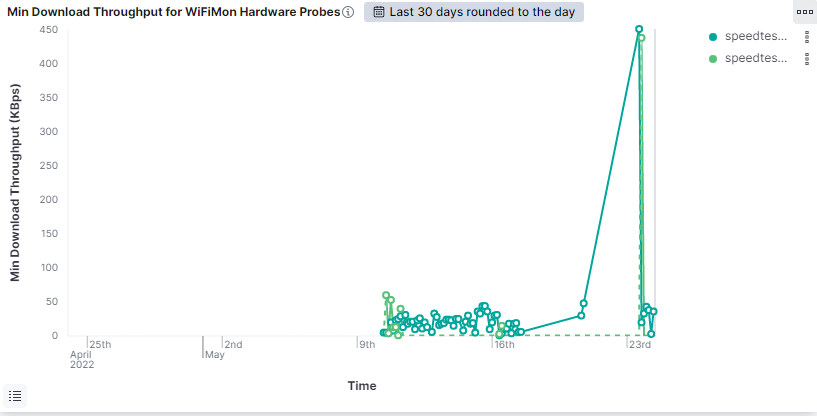 Min Download Throughput for WiFiMon Hardware Probes
Last 30 days rounded to the day
speedtes...
speedtes...
Min Download Throughput (KBps)
450
400
350
300
250
200
150
100
50
0
25th
April
2022
2nd
May
9th
16th
23rd
Time